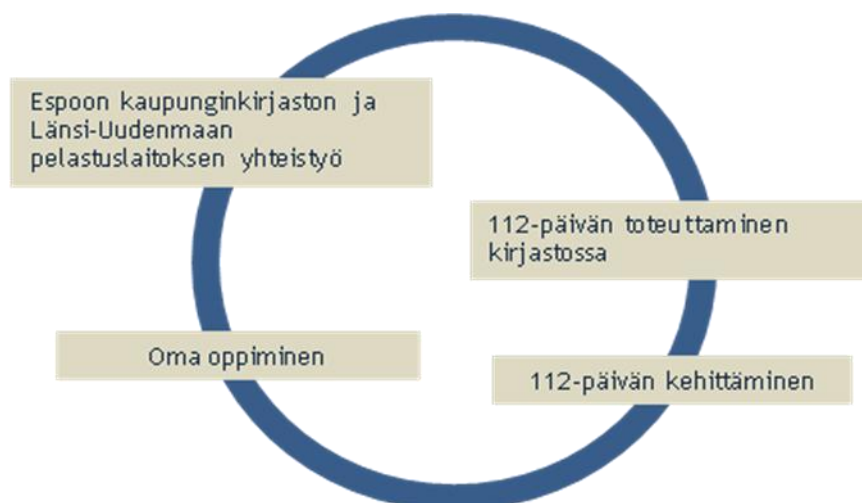 Espoon kaupunginkirjaston ja
Länsi-Uudenmaan
pelastuslaitoksen yhteistyö
112-päivän toteuttaminen
kirjastossa
Oma oppiminen
112-päivän kehittäminen